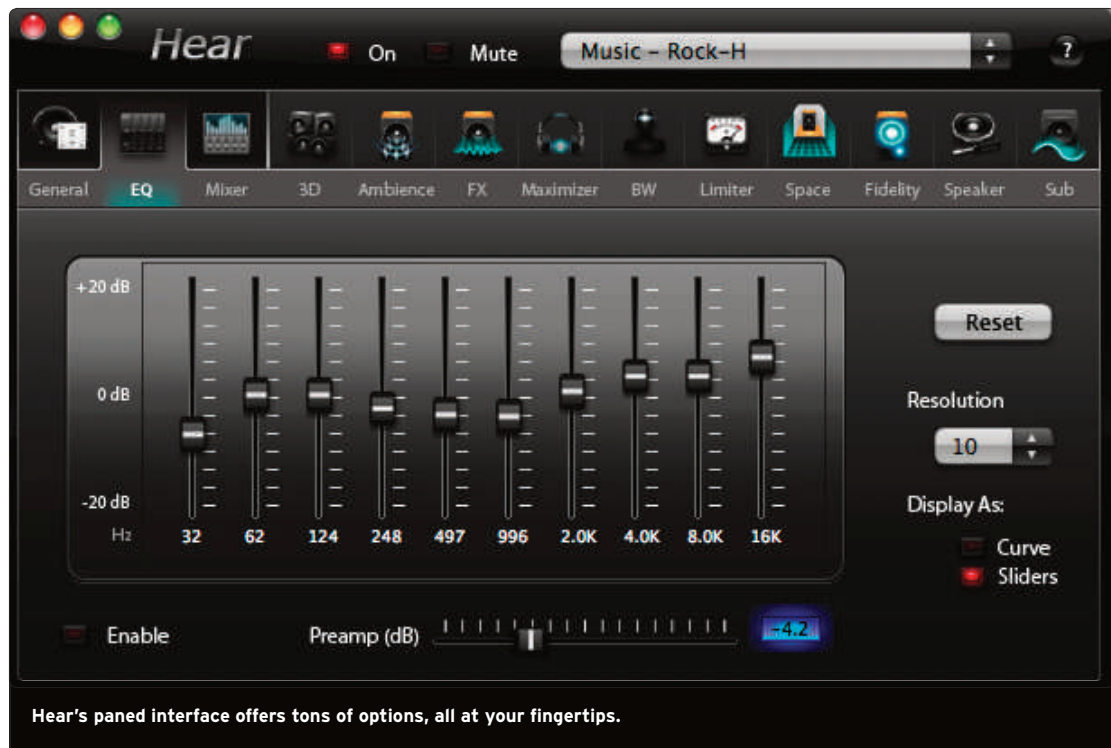 Hear
On
Mute
Music – Rock-H
?
General EQ Mixer 3D Ambience FX Maximizer BW Limiter Space Fidelity Speaker Sub
+20 dB
0 dB
-20 dB
Hz 32 62 124 248 497 996 2.0K 4.0K 8.0K 16K
Reset
Resolution
10
Display As:
Curve
Sliders
Enable
Preamp (dB)
-4.2
Hear's paned interface offers tons of options, all at your fingertips.